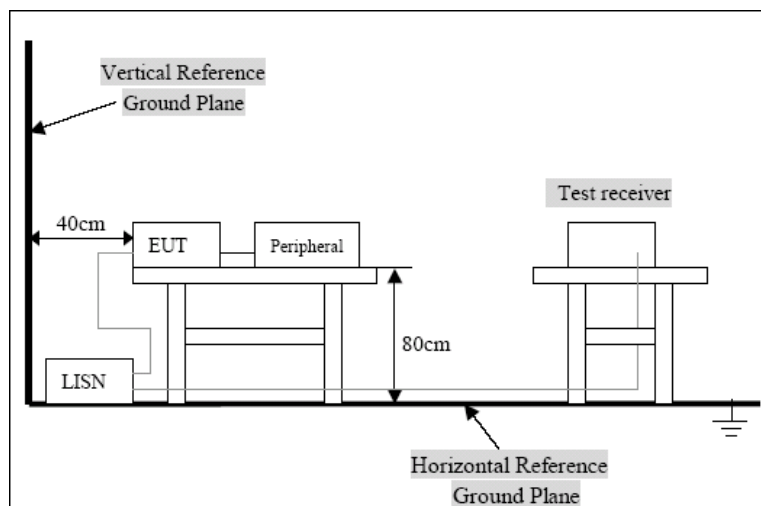 Vertical Reference
Ground Plane
40cm
EUT
Peripheral
Test receiver
80cm
LISN
Horizontal Reference
Ground Plane